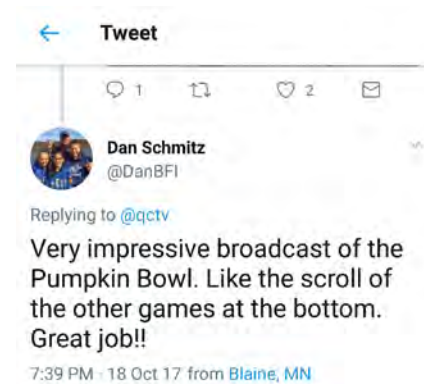 Tweet
1 2
Dan Schmitz
@DanBFI
Replying to @qctv
Very impressive broadcast of the
Pumpkin Bowl. Like the scroll of
the other games at the bottom.
Great job!!
7:39 PM · 18 Oct 17 from Blaine, MN